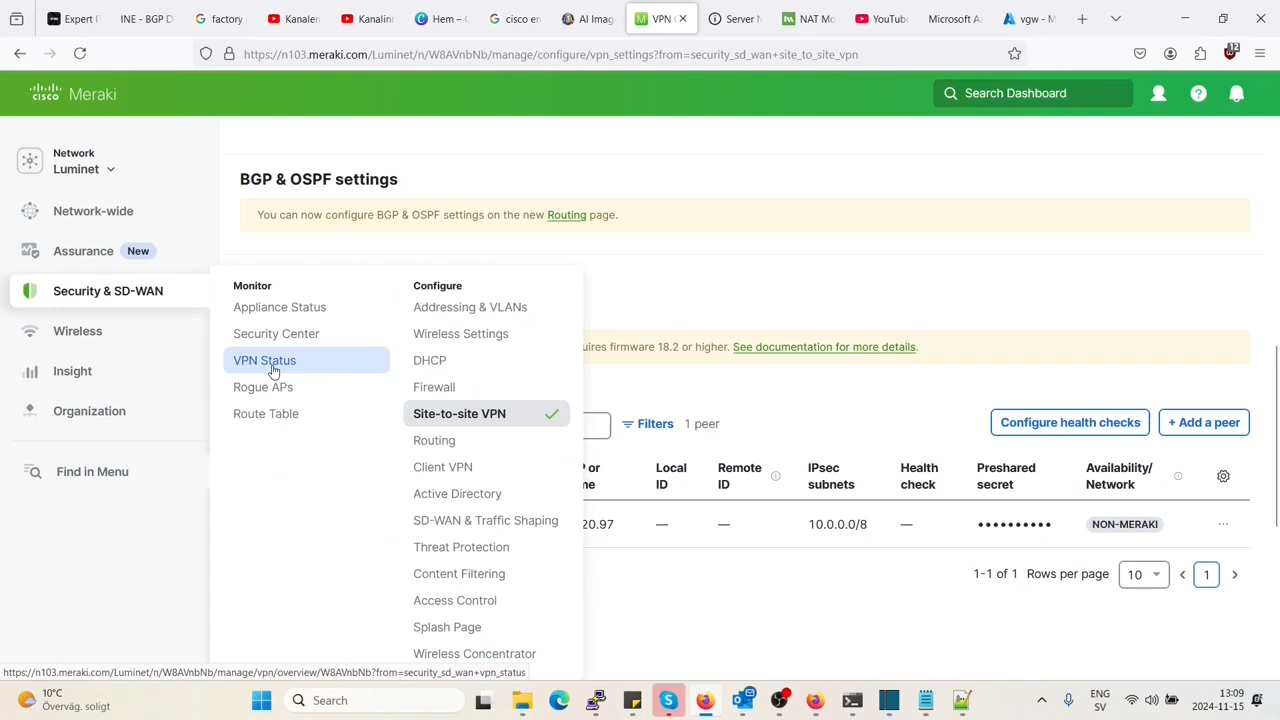 Expert
INE - BGP D
factory
Kanalen
Kanalin
Hem –
cisco en
AI Imag
VPN
Server N
NAT Mo
YouTube
Microsoft A
vgw - M
https://n103.meraki.com/Luminet/n/W8AVnbNb/manage/configure/vpn_settings?from=security_sd_wan+site_to_site_vpn
12
CISCO Meraki
Search Dashboard
Network
Luminet
Network-wide
Assurance New
Security & SD-WAN
Wireless
Insight
Organization
Find in Menu
BGP & OSPF settings
You can now configure BGP & OSPF settings on the new Routing page.
Monitor
Appliance Status
Security Center
VPN Status
Rogue APs
Route Table
Configure
Addressing & VLANs
Wireless Settings
DHCP
Firewall
Site-to-site VPN
Routing
Client VPN
Active Directory
SD-WAN & Traffic Shaping
Threat Protection
Content Filtering
Access Control
Splash Page
Wireless Concentrator
uires firmware 18.2 or higher. See documentation for more details.
Filters 1 peer
Configure health checks
+ Add a peer
P or
me
Local
ID
Remote
ID
IPsec
subnets
Health
check
Preshared
secret
Availability/
Network
20.97 — — 10.0.0.0/8 — •••••••••• NON-MERAKI ...
1-1 of 1 Rows per page 10 1
https://n103.meraki.com/Luminet/n/W8AVnbNb/manage/vpn/overview/W8AVnbNb?from=security_sd_wan+vpn_status
10°C
Överväg. soligt
Search
ENG
SV
13:09
2024-11-15